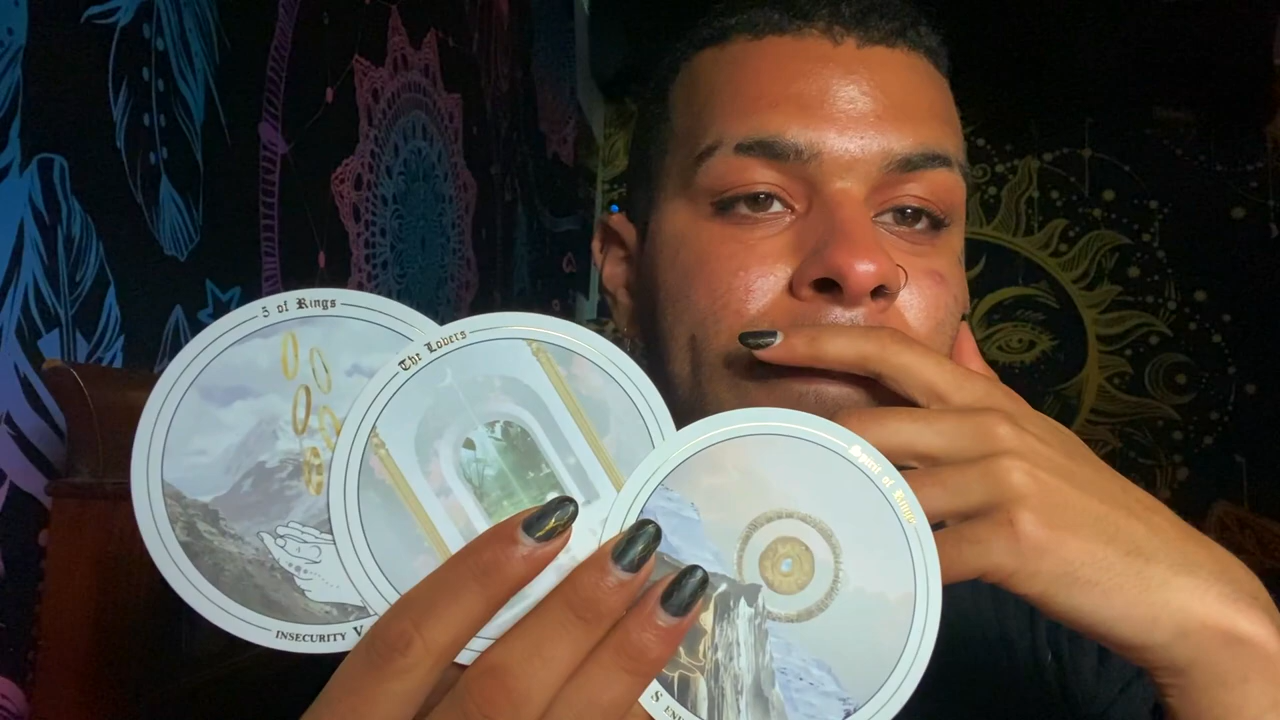 5 of Rings
INSECURITY V
The Lovers
Spirit of Rings
S